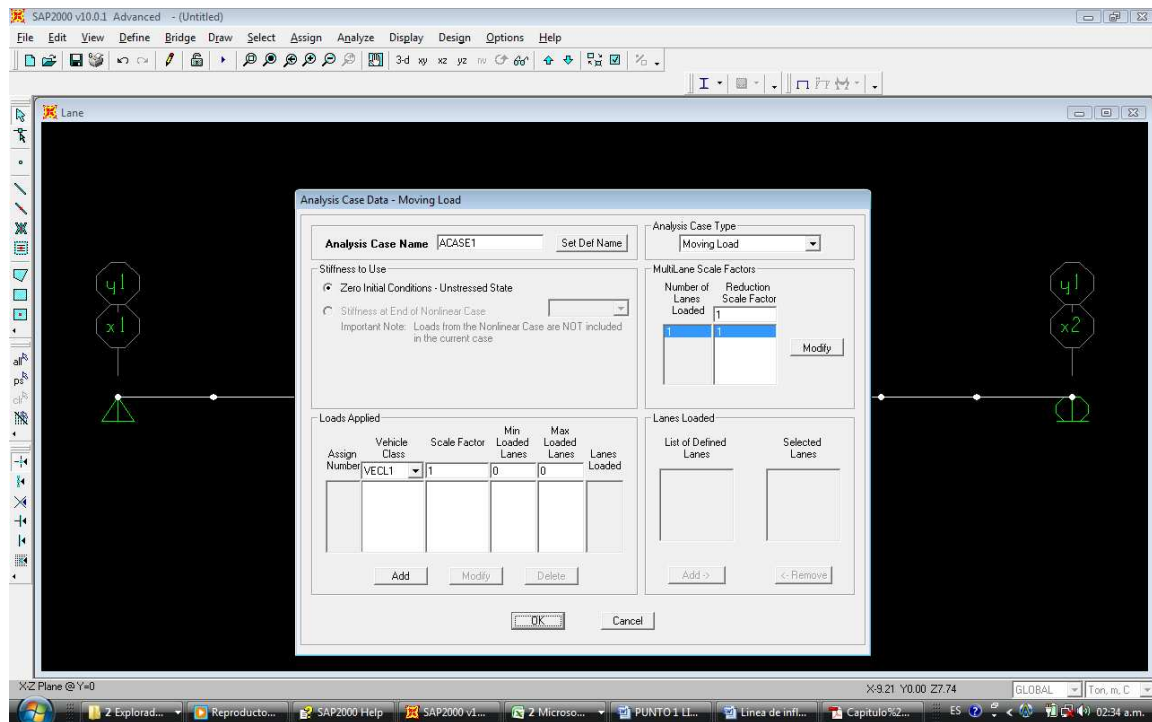 SAP2000 v10.0.1 Advanced - (Untitled)
File Edit View Define Bridge Draw Select Assign Analyze Display Design Options Help
3-d xy xz yz nv
Lane
all
ps
clr
y1
x1
y1
x2
Analysis Case Data - Moving Load
Analysis Case Name ACASE1 Set Def Name
Analysis Case Type
Moving Load
Stiffness to Use
Zero Initial Conditions - Unstressed State
Stiffness at End of Nonlinear Case
Important Note: Loads from the Nonlinear Case are NOT included
in the current case
MultiLane Scale Factors
Number of Lanes Loaded
Reduction Scale Factor
1
1 1
Modify
Loads Applied
Assign Number
Vehicle Class
Scale Factor
Min Loaded Lanes
Max Loaded Lanes
Lanes Loaded
VECL1 1 0 0
Add Modify Delete
Lanes Loaded
List of Defined Lanes
Selected Lanes
Add -> <- Remove
OK Cancel
X-Z Plane @ Y=0
X-9.21 Y0.00 Z7.74
GLOBAL Ton, m, C
2 Explorad... Reproducto... SAP2000 Help SAP2000 v1... 2 Microso... PUNTO 1 LI... Linea de infl... Capitulo%2... ES 02:34 a.m.